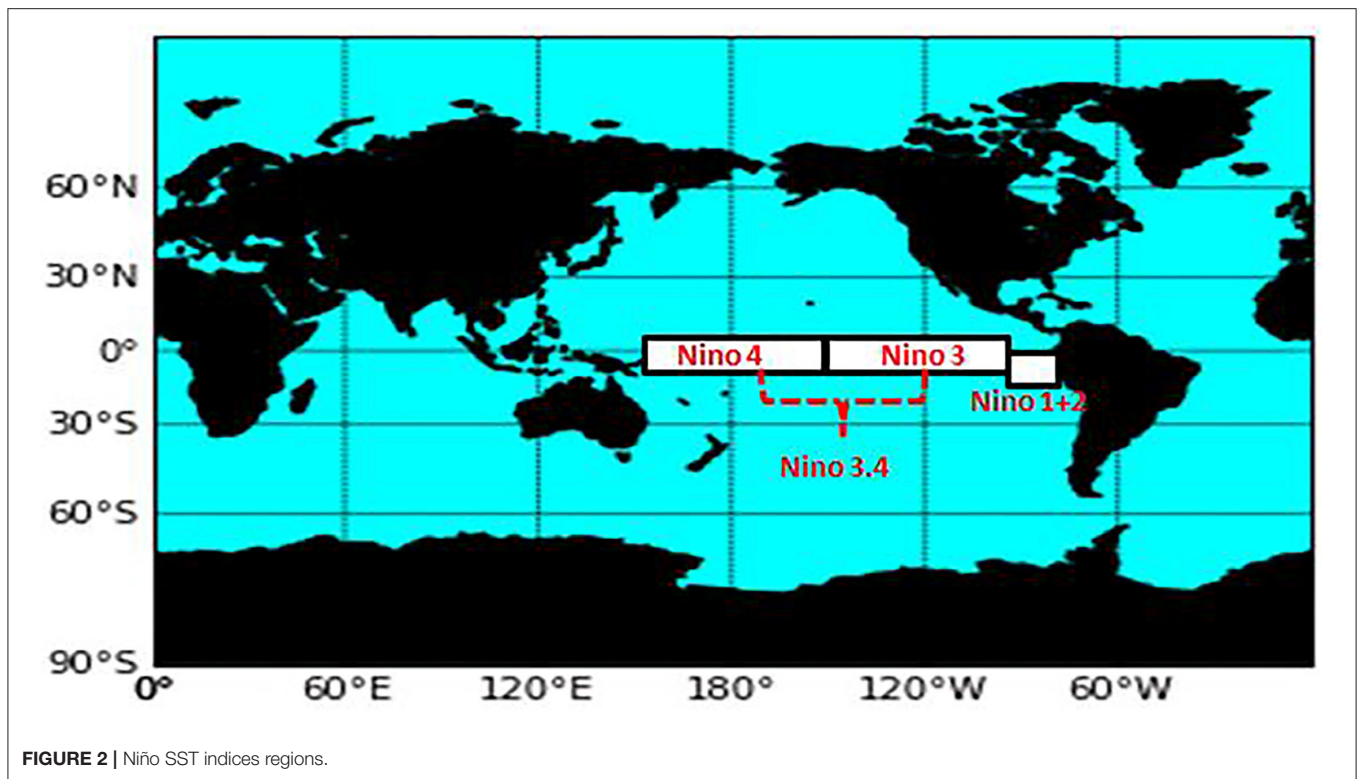 60°N
30°N
0°
30°S
60°S
90°S
Nino 4
Nino 3
Nino 1+2
Nino 3.4
0° 60°E 120°E 180° 120°W 60°W
FIGURE 2 | Niño SST indices regions.